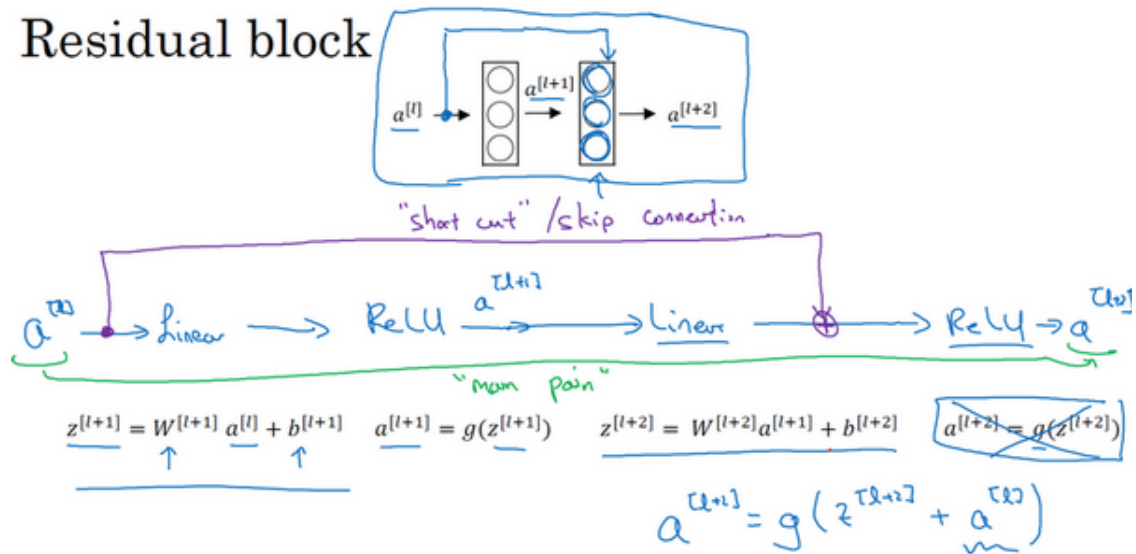 Residual block
a^[l] a^[l+1] a^[l+2]
"short cut" / skip connection
a^[l] Linear ReLU a^[l+1] Linear ReLU a^[l+2]
"main path"
z^[l+1] = W^[l+1] a^[l] + b^[l+1] a^[l+1] = g(z^[l+1]) z^[l+2] = W^[l+2] a^[l+1] + b^[l+2] a^[l+2] = g(z^[l+2])
a^[l+2] = g(z^[l+2] + a^[l])